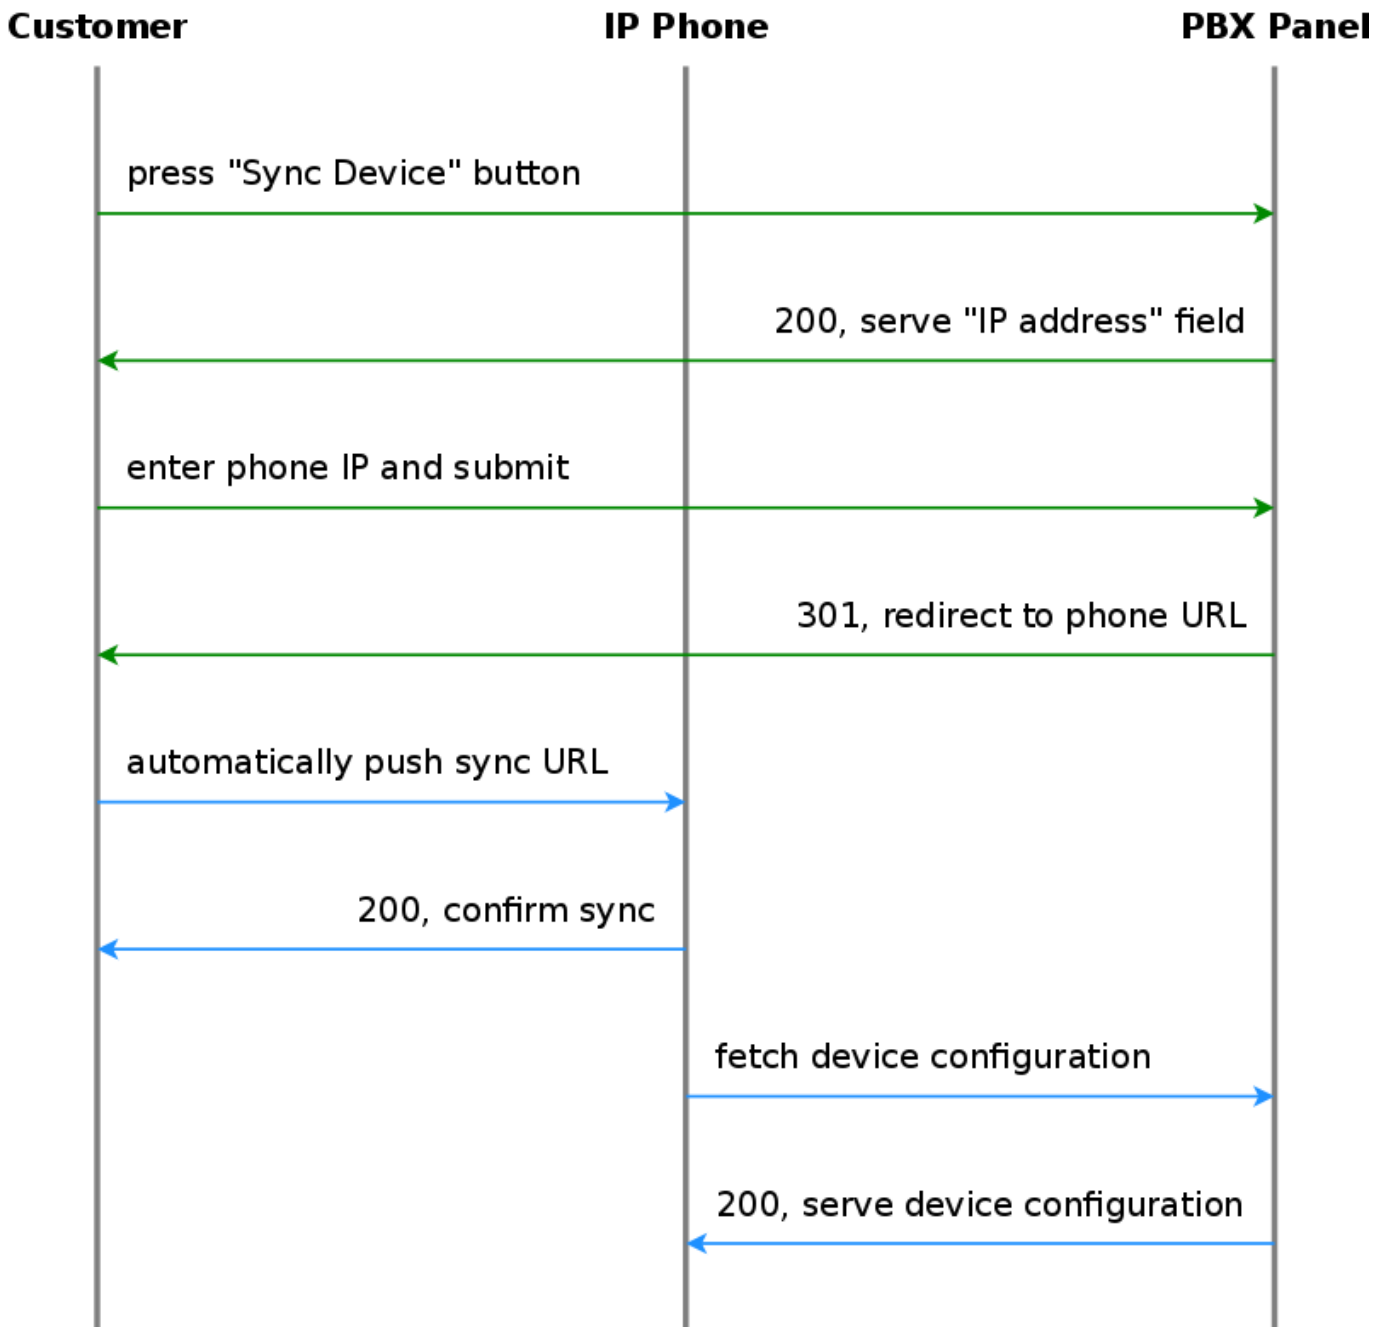 Customer IP Phone PBX Panel
press "Sync Device" button
200, serve "IP address" field
enter phone IP and submit
301, redirect to phone URL
automatically push sync URL
200, confirm sync
fetch device configuration
200, serve device configuration